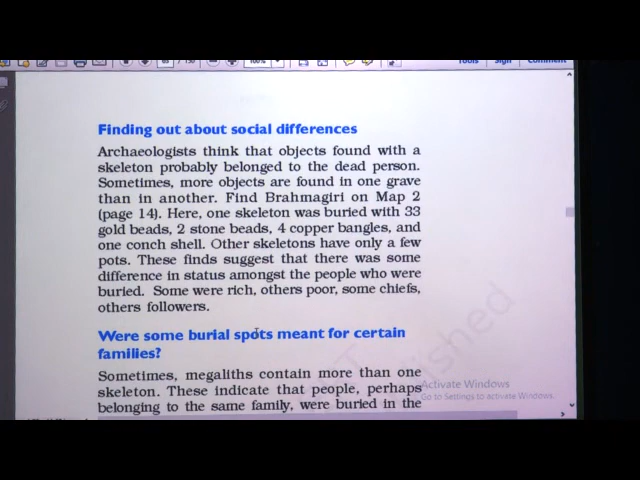 Tools
Sign
Comment
Finding out about social differences
Archaeologists think that objects found with a
skeleton probably belonged to the dead person.
Sometimes, more objects are found in one grave
than in another. Find Brahmagiri on Map 2
(page 14). Here, one skeleton was buried with 33
gold beads, 2 stone beads, 4 copper bangles, and
one conch shell. Other skeletons have only a few
pots. These finds suggest that there was some
difference in status amongst the people who were
buried. Some were rich, others poor, some chiefs,
others followers.
Were some burial spots meant for certain
families?
Sometimes, megaliths contain more than one
skeleton. These indicate that people, perhaps
belonging to the same family, were buried in the
Activate Windows
Go to Settings to activate Windows.